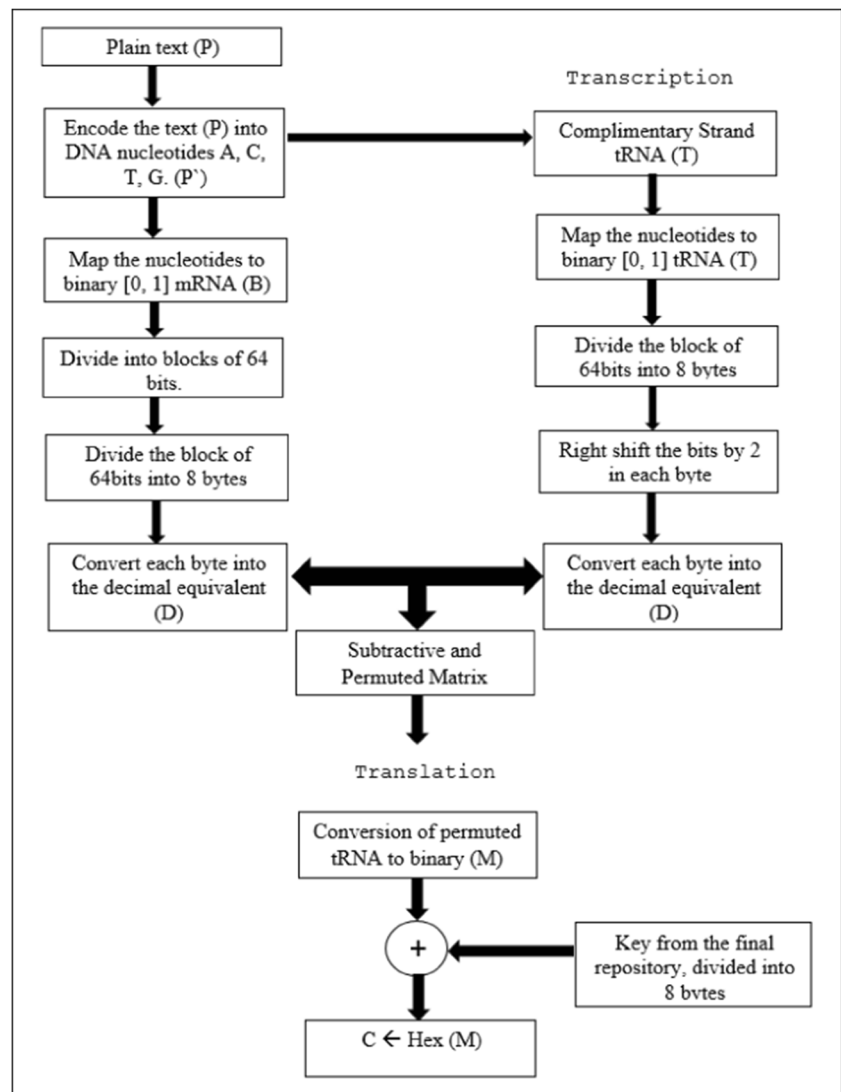 Plain text (P)
Transcription
Encode the text (P) into
DNA nucleotides A, C,
T, G. (P`)
Complimentary Strand
tRNA (T)
Map the nucleotides to
binary [0, 1] mRNA (B)
Map the nucleotides to
binary [0, 1] tRNA (T)
Divide into blocks of 64
bits.
Divide the block of
64bits into 8 bytes
Divide the block of
64bits into 8 bytes
Right shift the bits by 2
in each byte
Convert each byte into
the decimal equivalent
(D)
Convert each byte into
the decimal equivalent
(D)
Subtractive and
Permuted Matrix
Translation
Conversion of permuted
tRNA to binary (M)
+
Key from the final
repository, divided into
8 bytes
C ← Hex (M)